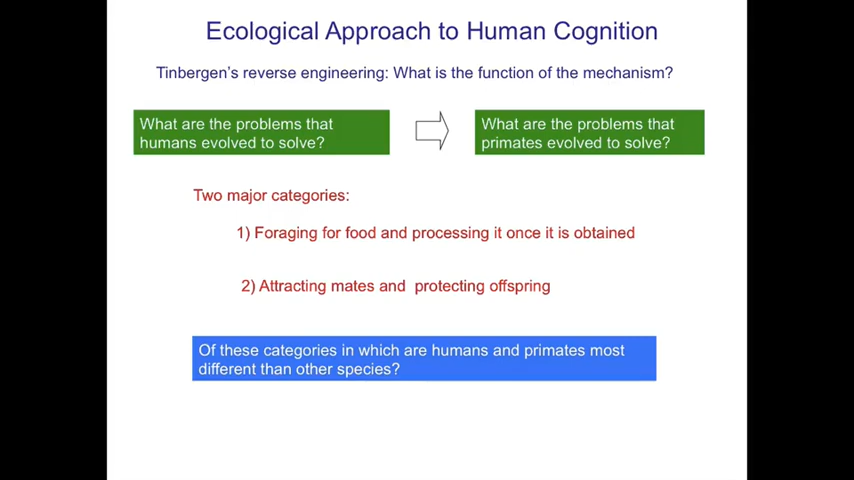 Ecological Approach to Human Cognition
Tinbergen's reverse engineering: What is the function of the mechanism?
What are the problems that
humans evolved to solve?
What are the problems that
primates evolved to solve?
Two major categories:
1) Foraging for food and processing it once it is obtained
2) Attracting mates and protecting offspring
Of these categories in which are humans and primates most
different than other species?